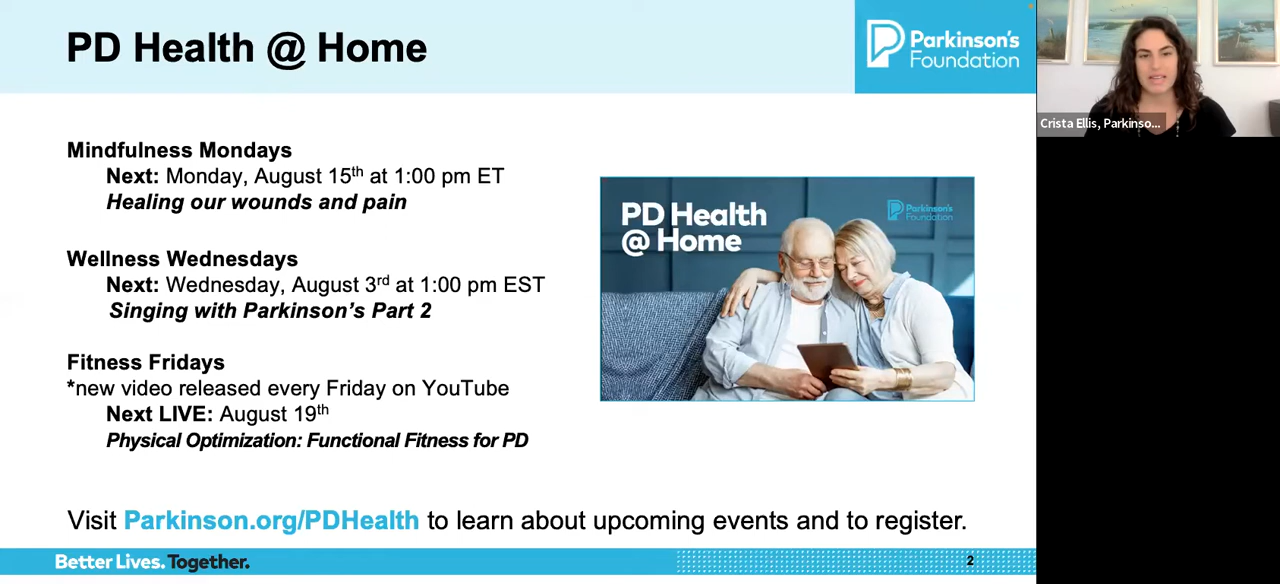 PD Health @ Home
Parkinson's
Foundation
Crista Ellis, Parkinso...
Mindfulness Mondays
Next: Monday, August 15th at 1:00 pm ET
Healing our wounds and pain
Wellness Wednesdays
Next: Wednesday, August 3rd at 1:00 pm EST
Singing with Parkinson's Part 2
Fitness Fridays
*new video released every Friday on YouTube
Next LIVE: August 19th
Physical Optimization: Functional Fitness for PD
PD Health
@ Home
Parkinson's
Foundation
Visit Parkinson.org/PDHealth to learn about upcoming events and to register.
Better Lives. Together.
2